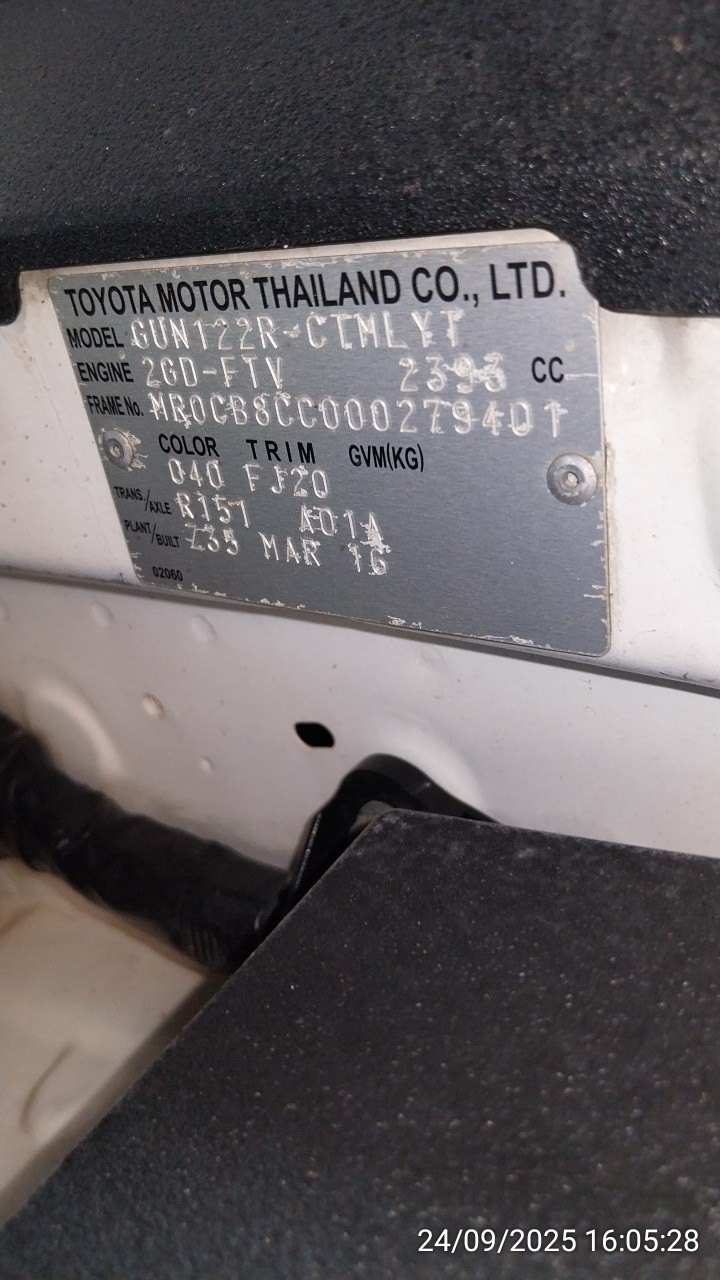 TOYOTA MOTOR THAILAND CO., LTD.
MODEL GUN122R-CTMLYT
ENGINE 2GD-FTV 2393 CC
FRAME No. MR0CB8CC000279401
COLOR TRIM GVM(KG)
040 FJ20
TRANS./AXLE R151 A01A
PLANT/BUILT Z35 MAR 16
02060
24/09/2025 16:05:28